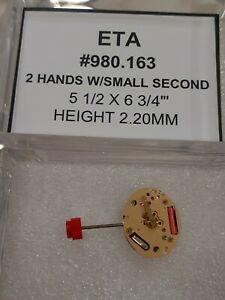 ETA
#980.163
2 HANDS W/SMALL SECOND
5 1/2 X 6 3/4'"
HEIGHT 2.20MM